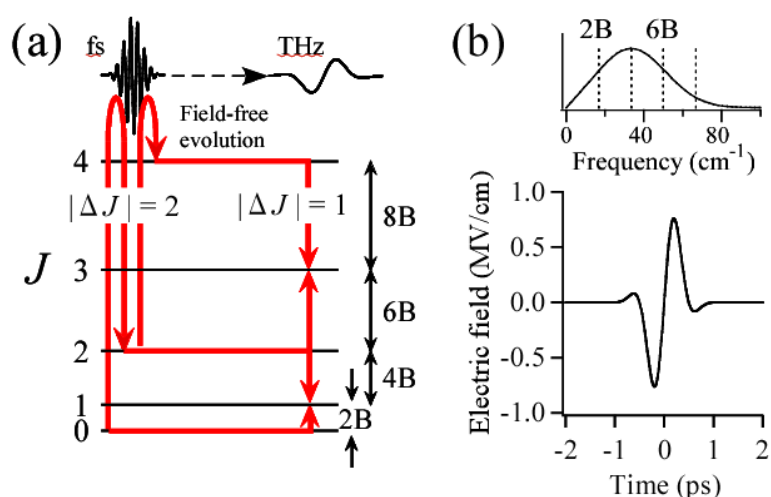 (a)
fs
THz
Field-free
evolution
4
|ΔJ| = 2
|ΔJ| = 1
8B
J
3
6B
2
4B
1
2B
0
(b)
2B 6B
0 40 80
Frequency (cm⁻¹)
Electric field (MV/cm)
1.0
0.5
0.0
-0.5
-1.0
-2 -1 0 1 2
Time (ps)